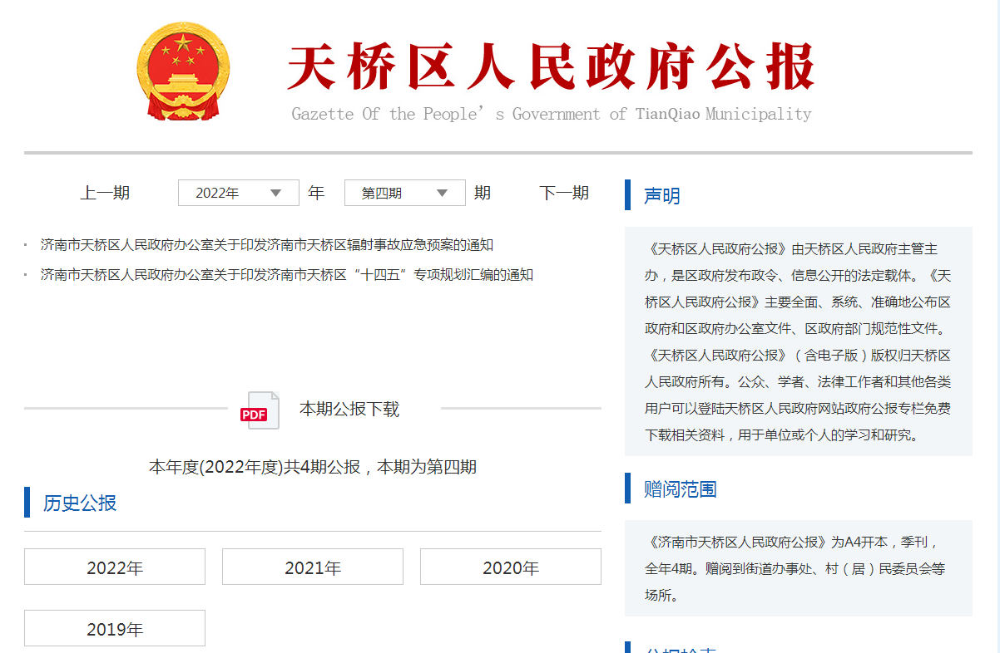 天桥区人民政府公报
Gazette Of the People’s Government of TianQiao Municipality
上一期 2022年 年 第四期 期 下一期
· 济南市天桥区人民政府办公室关于印发济南市天桥区辐射事故应急预案的通知
· 济南市天桥区人民政府办公室关于印发济南市天桥区“十四五”专项规划汇编的通知
PDF 本期公报下载
本年度(2022年度)共4期公报，本期为第四期
历史公报
2022年 2021年 2020年
2019年
声明
《天桥区人民政府公报》由天桥区人民政府主管主
办，是区政府发布政令、信息公开的法定载体。《天
桥区人民政府公报》主要全面、系统、准确地公布区
政府和区政府办公室文件、区政府部门规范性文件。
《天桥区人民政府公报》（含电子版）版权归天桥区
人民政府所有。公众、学者、法律工作者和其他各类
用户可以登陆天桥区人民政府网站政府公报专栏免费
下载相关资料，用于单位或个人的学习和研究。
赠阅范围
《济南市天桥区人民政府公报》为A4开本，季刊，
全年4期。赠阅到街道办事处、村（居）民委员会等
场所。